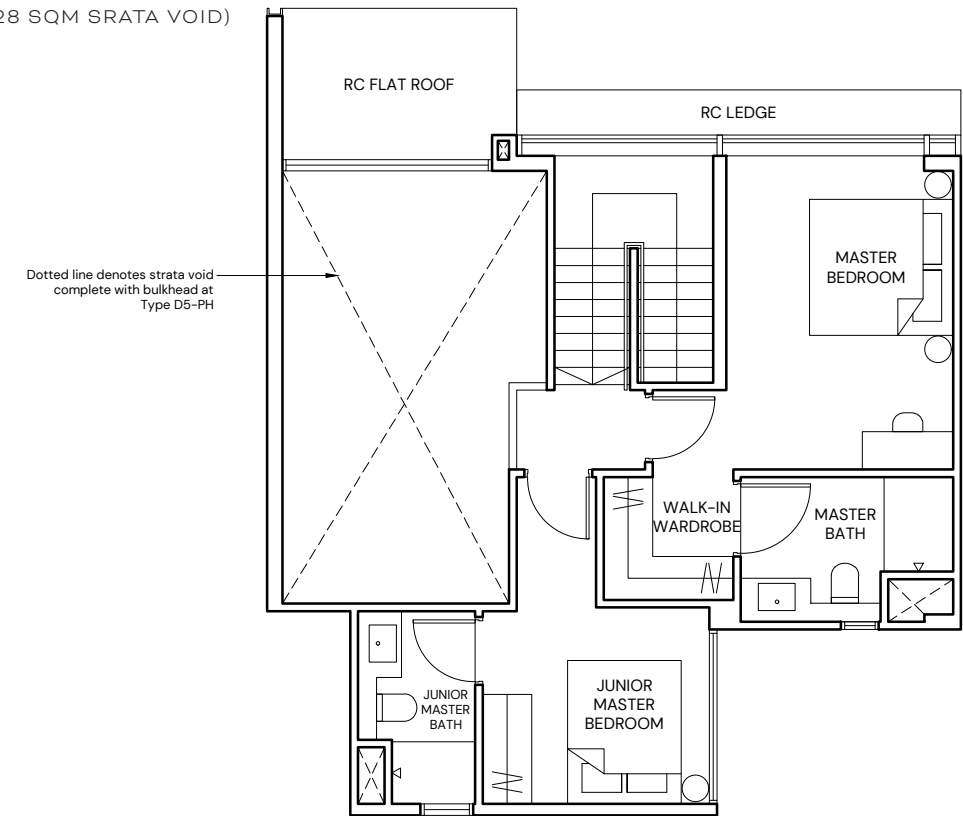 28 SQM SRATA VOID)
RC FLAT ROOF
RC LEDGE
Dotted line denotes strata void
complete with bulkhead at
Type D5-PH
MASTER
BEDROOM
WALK-IN
WARDROBE
MASTER
BATH
JUNIOR
MASTER
BATH
JUNIOR
MASTER
BEDROOM